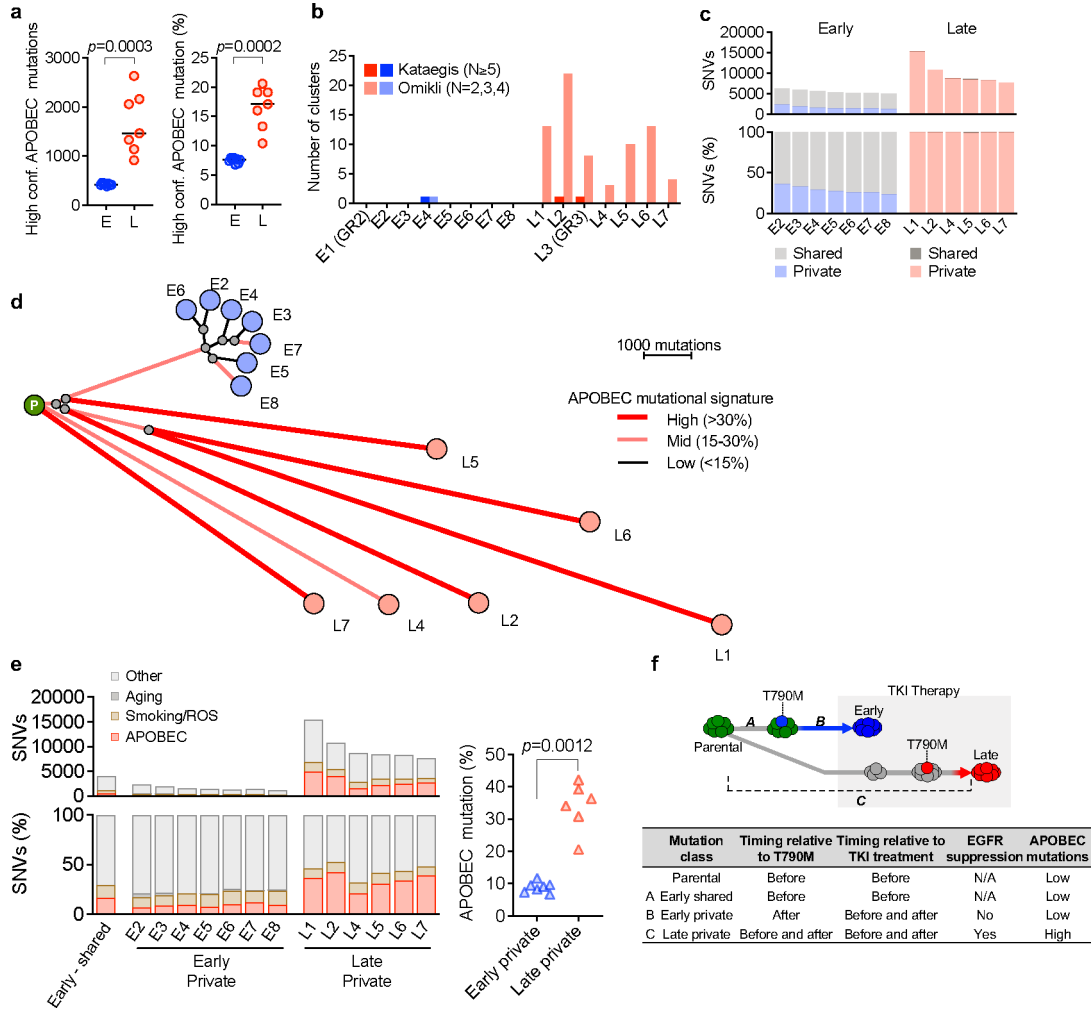 a
High conf. APOBEC mutations
p=0.0003
3000
2000
1000
0
E
L
High conf. APOBEC mutation (%)
p=0.0002
25
20
15
10
5
0
E
L
b
Number of clusters
25
20
15
10
5
0
Kataegis (N≥5)
Omikli (N=2,3,4)
E1 (GR2)
E2
E3
E4
E5
E6
E7
E8
L1
L2
L3 (GR3)
L4
L5
L6
L7
c
Early
Late
SNVs
20000
15000
10000
5000
0
SNVs (%)
100
50
0
E2
E3
E4
E5
E6
E7
E8
L1
L2
L4
L5
L6
L7
Shared
Private
Shared
Private
d
E6
E2
E4
E3
E7
E5
E8
P
L5
L6
L7
L4
L2
L1
1000 mutations
APOBEC mutational signature
High (>30%)
Mid (15-30%)
Low (<15%)
e
Other
Aging
Smoking/ROS
APOBEC
SNVs
20000
15000
10000
5000
0
SNVs (%)
100
50
0
Early - shared
E2
E3
E4
E5
E6
E7
E8
Early
Private
L1
L2
L4
L5
L6
L7
Late
Private
APOBEC mutation (%)
p=0.0012
50
40
30
20
10
0
Early private
Late private
f
TKI Therapy
T790M
Early
A
B
Parental
T790M
Late
C
Mutation class Timing relative to T790M Timing relative to TKI treatment EGFR suppression APOBEC mutations
Parental Before Before N/A Low
A Early shared Before Before N/A Low
B Early private After Before and after No Low
C Late private Before and after Before and after Yes High